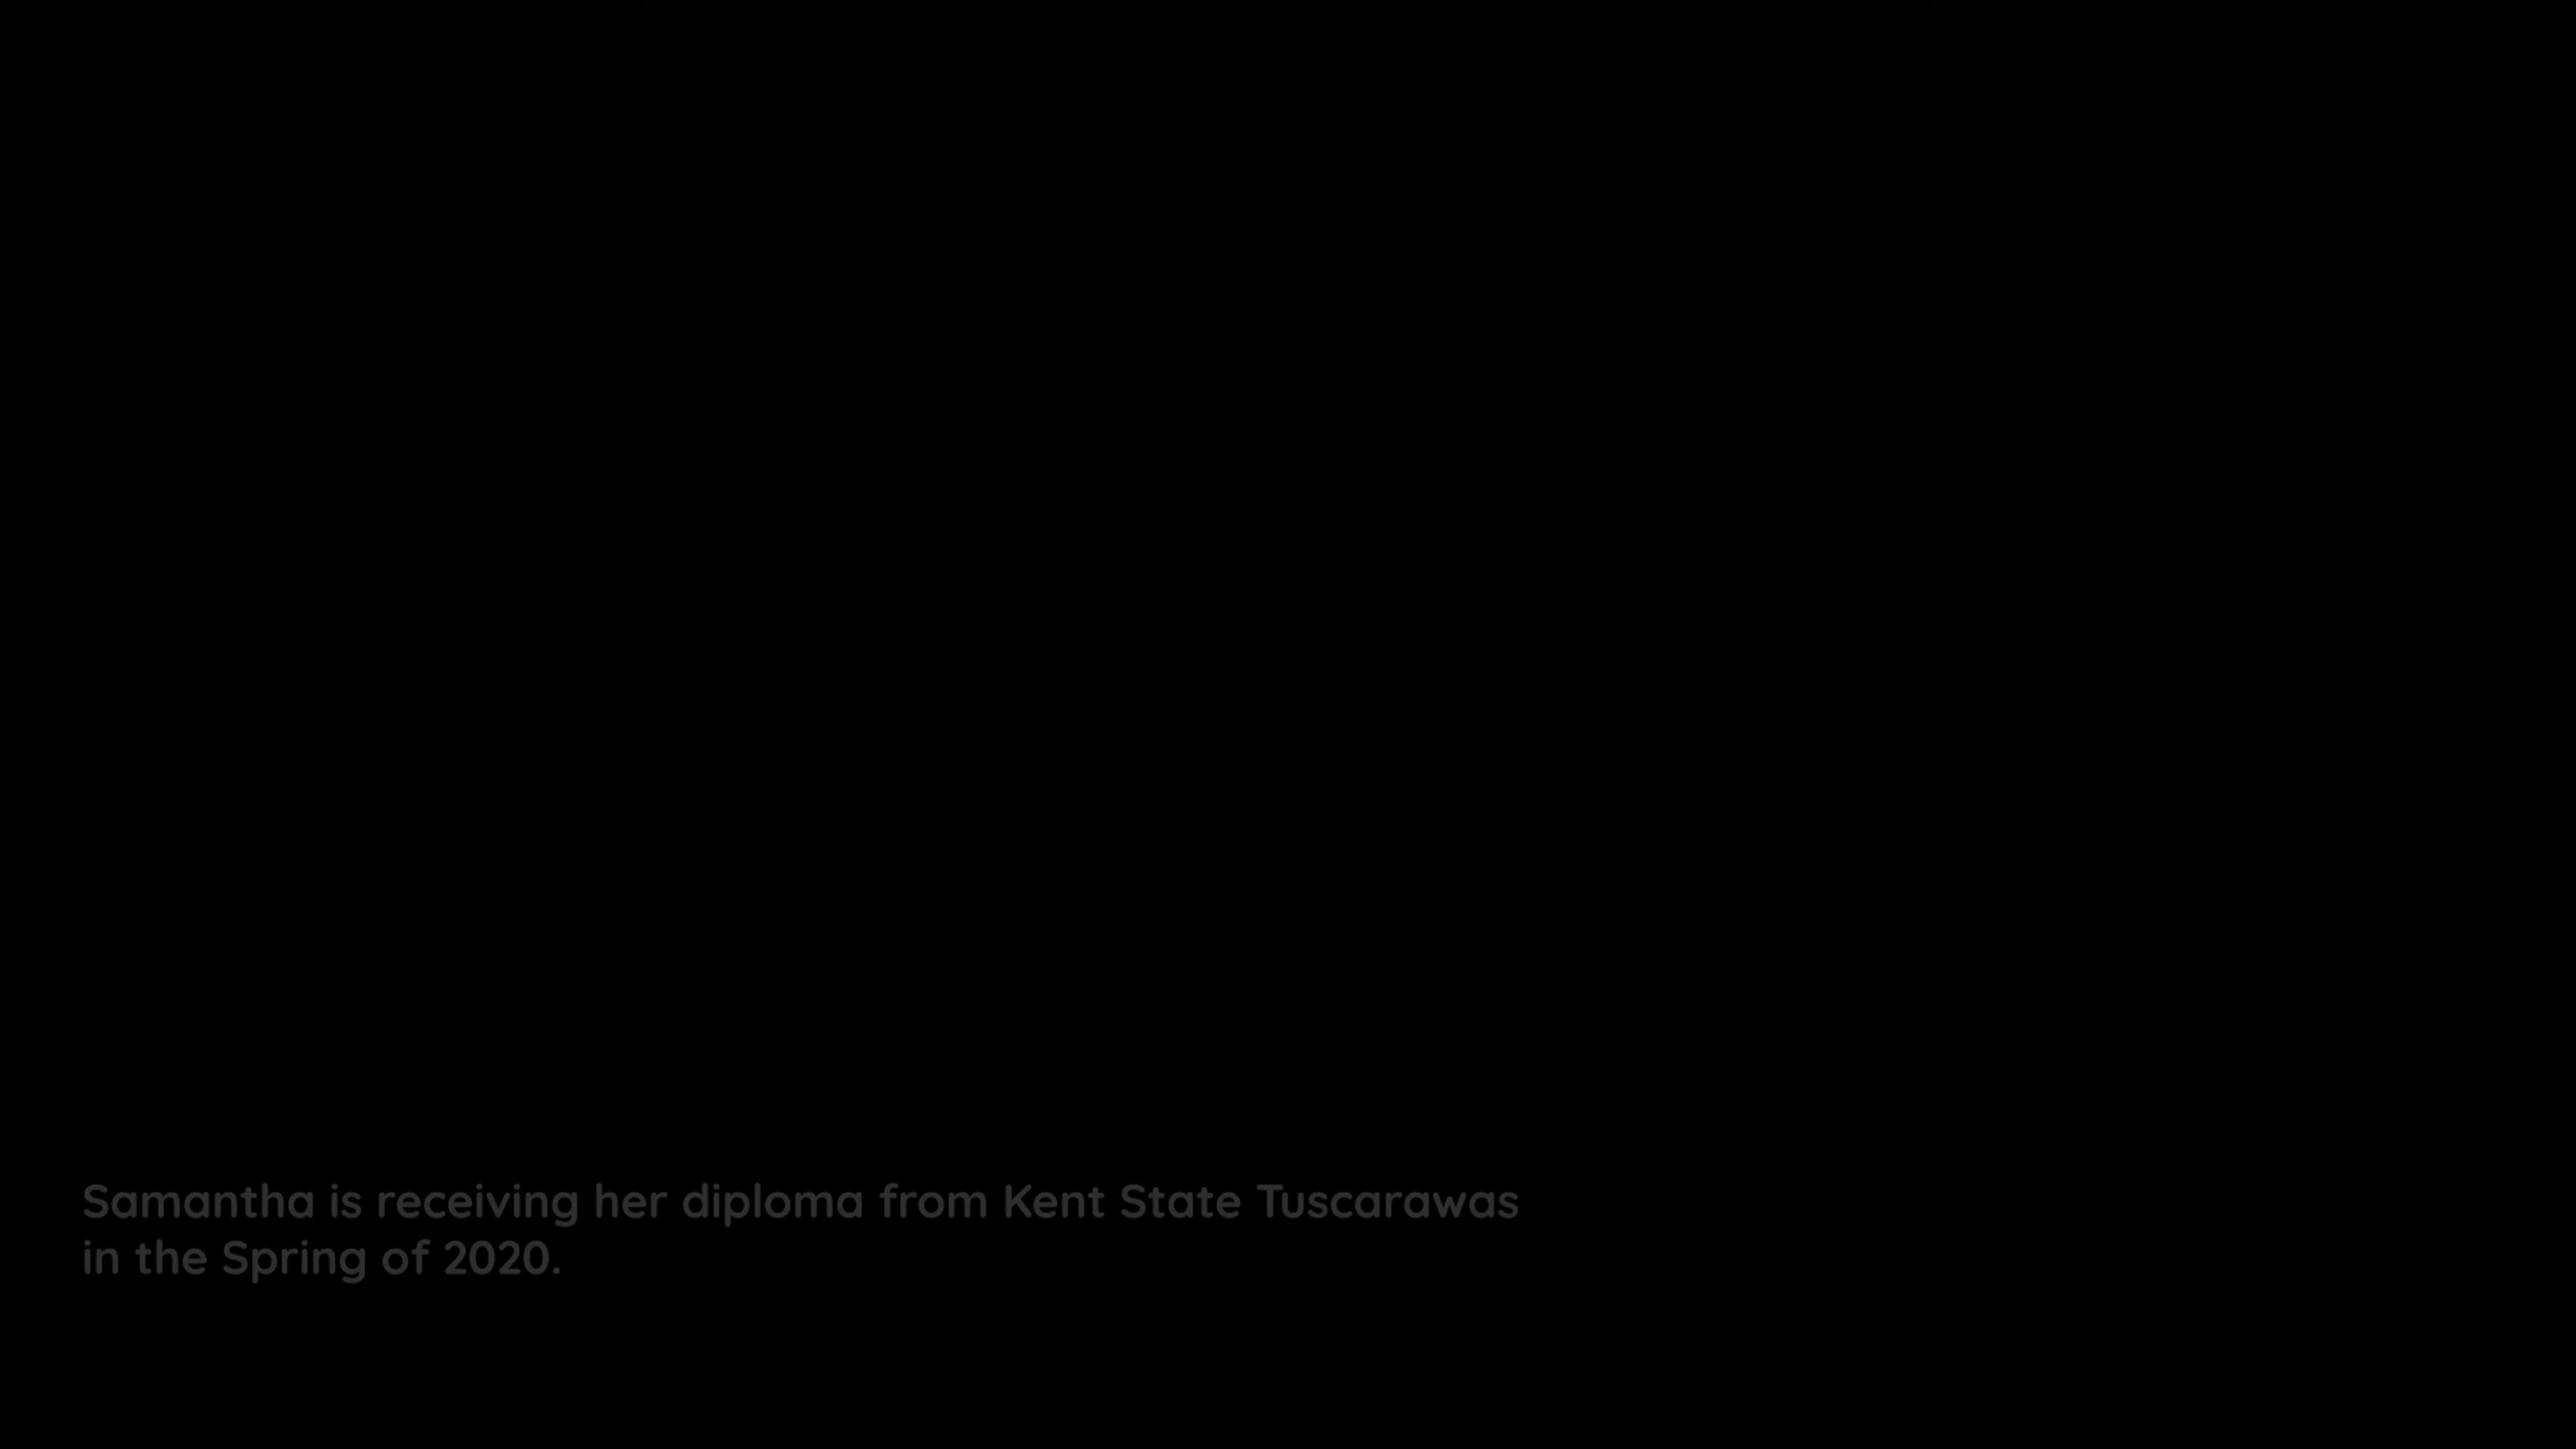 Samantha is receiving her diploma from Kent State Tuscarawas
in the Spring of 2020.